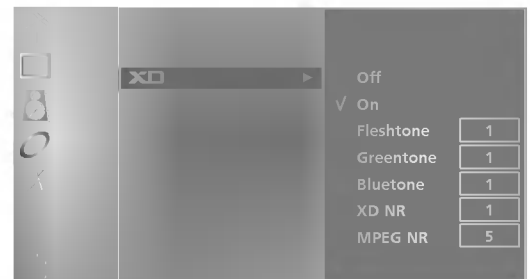 XD ▶
Off
√ On
Fleshtone 1
Greentone 1
Bluetone 1
XD NR 1
MPEG NR 5